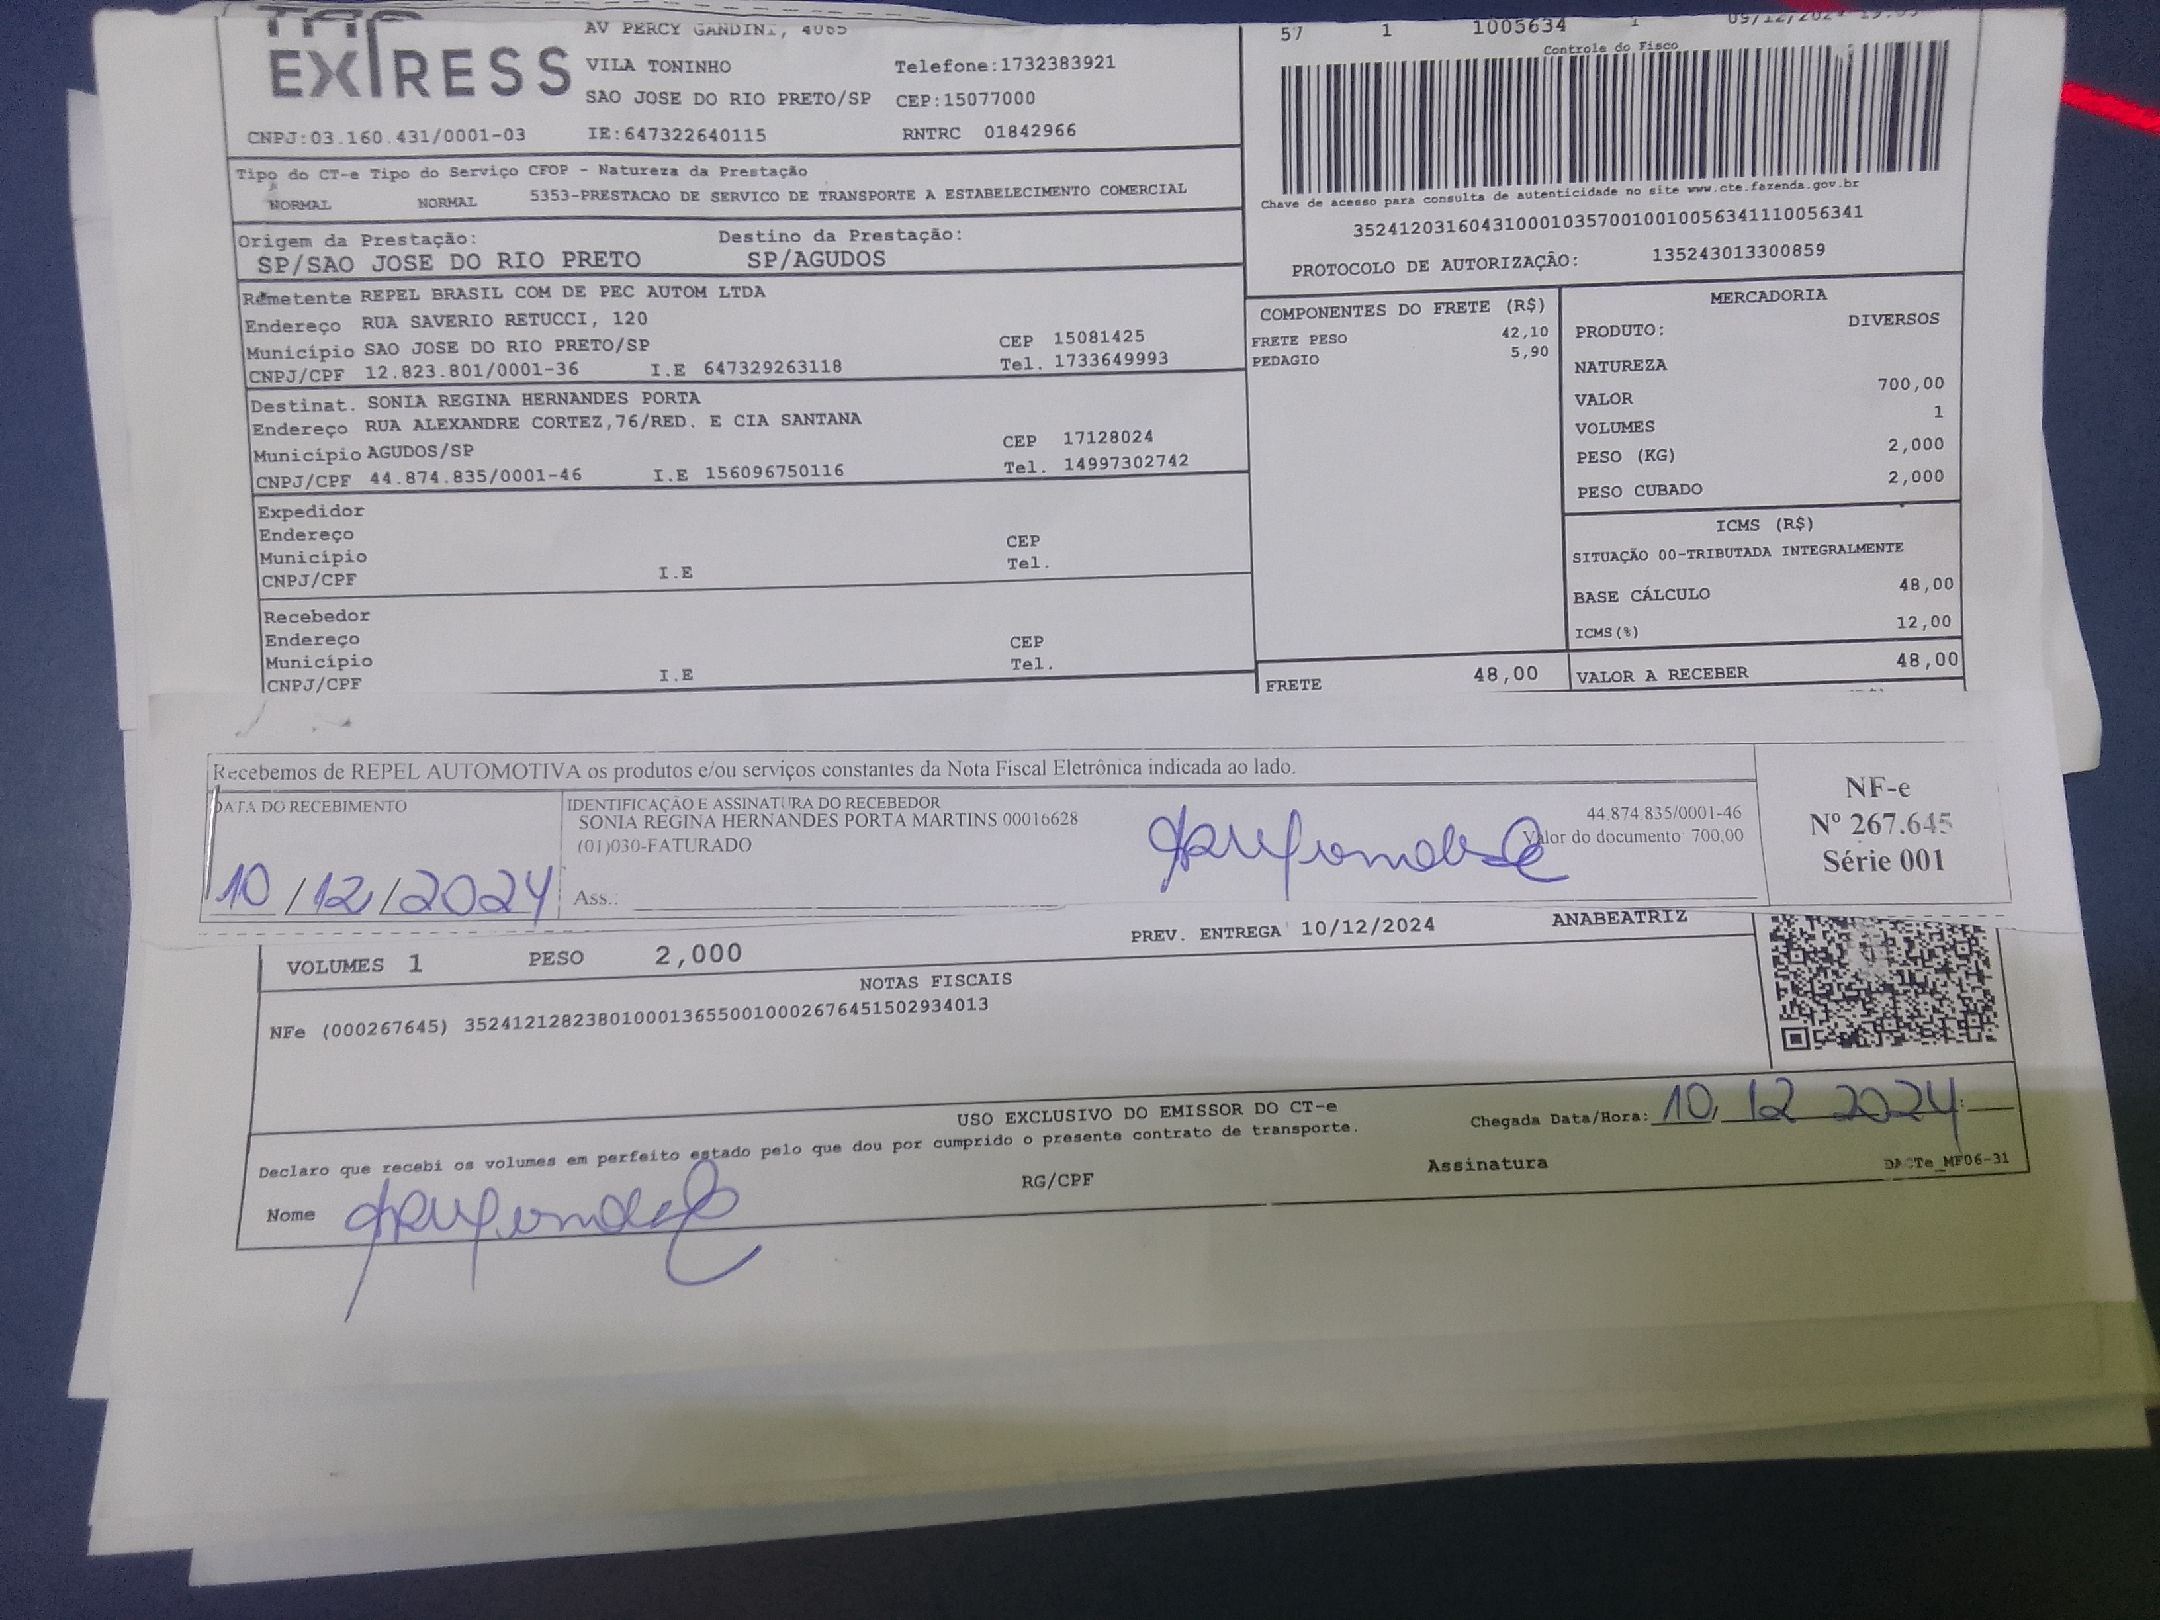 EXPRESS
AV PERCY GANDINI, 4065
VILA TONINHO Telefone:1732383921
SAO JOSE DO RIO PRETO/SP CEP:15077000
CNPJ:03.160.431/0001-03 IE:647322640115 RNTRC 01842966
57 1 1005634 1 09/12/2024
Controle do Fisco
Chave de acesso para consulta de autenticidade no site www.cte.fazenda.gov.br
35241203160431000103570010010056341110056341
PROTOCOLO DE AUTORIZAÇÃO: 135243013300859
Tipo do CT-e Tipo do Serviço CFOP - Natureza da Prestação
NORMAL NORMAL 5353-PRESTACAO DE SERVICO DE TRANSPORTE A ESTABELECIMENTO COMERCIAL
Origem da Prestação: Destino da Prestação:
SP/SAO JOSE DO RIO PRETO SP/AGUDOS
Remetente REPEL BRASIL COM DE PEC AUTOM LTDA
Endereço RUA SAVERIO RETUCCI, 120
Município SAO JOSE DO RIO PRETO/SP CEP 15081425
CNPJ/CPF 12.823.801/0001-36 I.E 647329263118 Tel. 1733649993
Destinat. SONIA REGINA HERNANDES PORTA
Endereço RUA ALEXANDRE CORTEZ,76/RED. E CIA SANTANA
Município AGUDOS/SP CEP 17128024
CNPJ/CPF 44.874.835/0001-46 I.E 156096750116 Tel. 14997302742
Expedidor
Endereço
Município CEP
CNPJ/CPF I.E Tel.
Recebedor
Endereço
Município CEP
CNPJ/CPF I.E Tel.
COMPONENTES DO FRETE (R$)
FRETE PESO 42,10
PEDAGIO 5,90
FRETE 48,00
MERCADORIA
PRODUTO: DIVERSOS
NATUREZA
VALOR 700,00
VOLUMES 1
PESO (KG) 2,000
PESO CUBADO 2,000
ICMS (R$)
SITUAÇÃO 00-TRIBUTADA INTEGRALMENTE
BASE CÁLCULO 48,00
ICMS(%) 12,00
VALOR A RECEBER 48,00
Recebemos de REPEL AUTOMOTIVA os produtos e/ou serviços constantes da Nota Fiscal Eletrônica indicada ao lado.
DATA DO RECEBIMENTO
10/12/2024
IDENTIFICAÇÃO E ASSINATURA DO RECEBEDOR
SONIA REGINA HERNANDES PORTA MARTINS 00016628 44.874.835/0001-46
(01)030-FATURADO Valor do documento 700,00
Ass.:
NF-e
Nº 267.645
Série 001
PREV. ENTREGA 10/12/2024 ANABEATRIZ
VOLUMES 1 PESO 2,000
NOTAS FISCAIS
NFe (000267645) 35241212823801000136550010002676451502934013
USO EXCLUSIVO DO EMISSOR DO CT-e
Chegada Data/Hora: 10, 12 2024:
Declaro que recebi os volumes em perfeito estado pelo que dou por cumprido o presente contrato de transporte.
Nome RG/CPF Assinatura DACTe_MF06-31